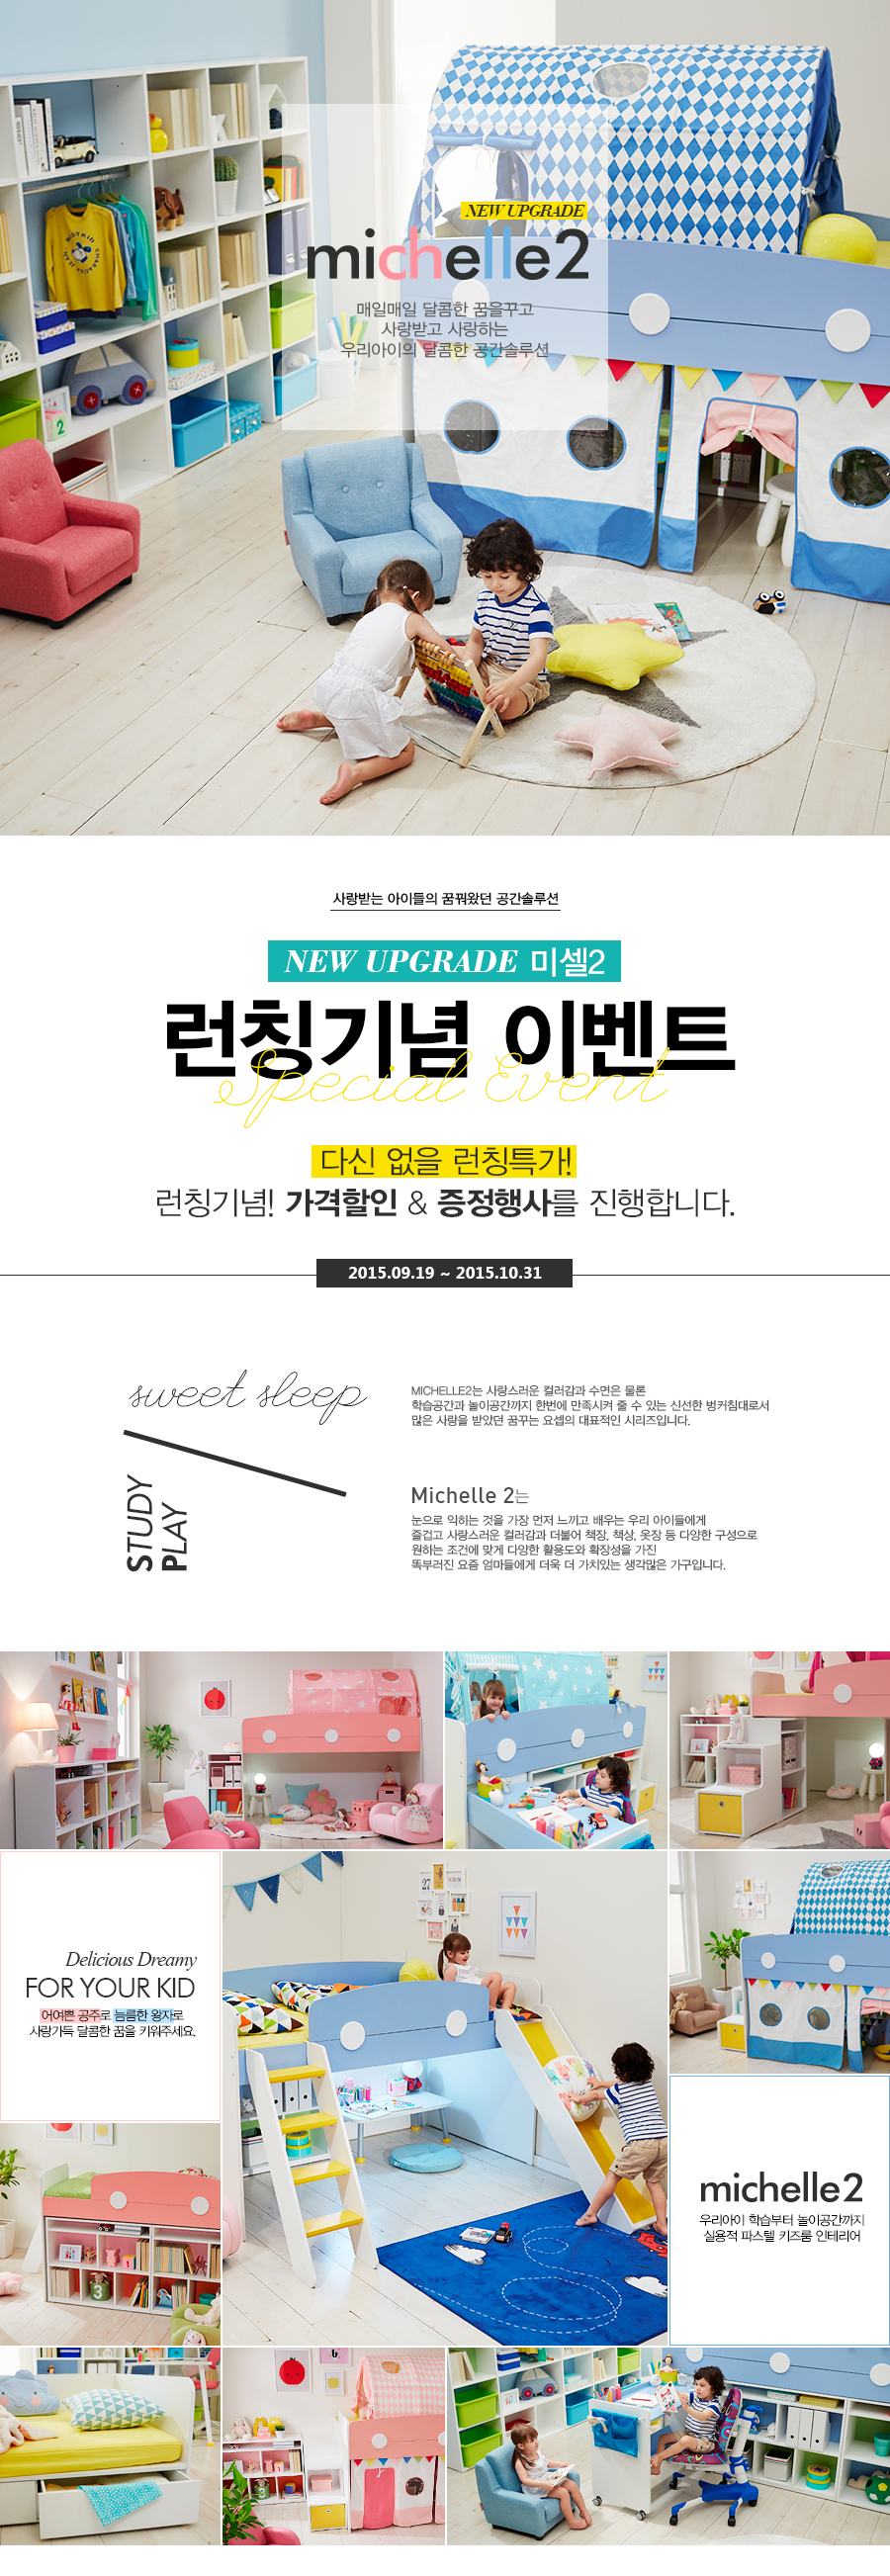 NEW UPGRADE
michelle2
매일매일 달콤한 꿈을꾸고
사랑받고 사랑하는
우리아이의 달콤한 공간솔루션
사랑받는 아이들의 꿈꿔왔던 공간솔루션
NEW UPGRADE 미셸2
런칭기념 이벤트
Special Event
다신 없을 런칭특가!
런칭기념! 가격할인 & 증정행사를 진행합니다.
2015.09.19 ~ 2015.10.31
sweet sleep
STUDY
PLAY
MICHELLE2는 사랑스러운 컬러감과 수면은 물론
학습공간과 놀이공간까지 한번에 만족시켜 줄 수 있는 신선한 벙커침대로서
많은 사랑을 받았던 꿈꾸는 요셉의 대표적인 시리즈입니다.
Michelle 2는
눈으로 익히는 것을 가장 먼저 느끼고 배우는 우리 아이들에게
즐겁고 사랑스러운 컬러감과 더불어 책장, 책상, 옷장 등 다양한 구성으로
원하는 조건에 맞게 다양한 활용도와 확장성을 가진
똑부러진 요즘 엄마들에게 더욱 더 가치있는 생각많은 가구입니다.
Delicious Dreamy
FOR YOUR KID
어여쁜 공주로 늠름한 왕자로
사랑가득 달콤한 꿈을 키워주세요.
michelle2
우리아이 학습부터 놀이공간까지
실용적 파스텔 키즈룸 인테리어